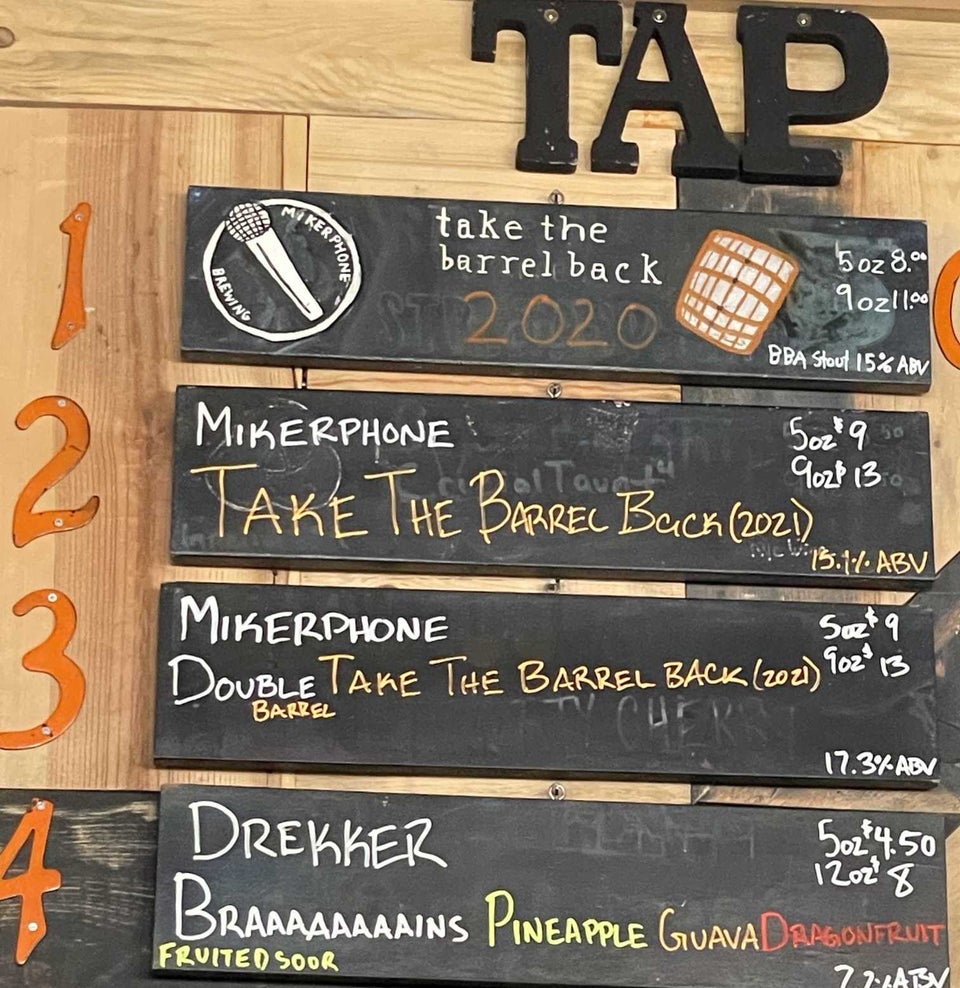 TAP
1
MIKERPHONE
BREWING
take the
barrel back
2020
5oz 8.00
9oz 11.00
BBA Stout 15% ABV
2
MIKERPHONE
TAKE THE BARREL BACK (2021)
5oz $9
9oz $13
15.1% ABV
3
MIKERPHONE
DOUBLE TAKE THE BARREL BACK (2021)
BARREL
5oz $9
9oz $13
17.3% ABV
4
DREKKER
BRAAAAAAAAINS PINEAPPLE GUAVA DRAGONFRUIT
FRUITED SOOR
5oz $4.50
12oz $8
ABV